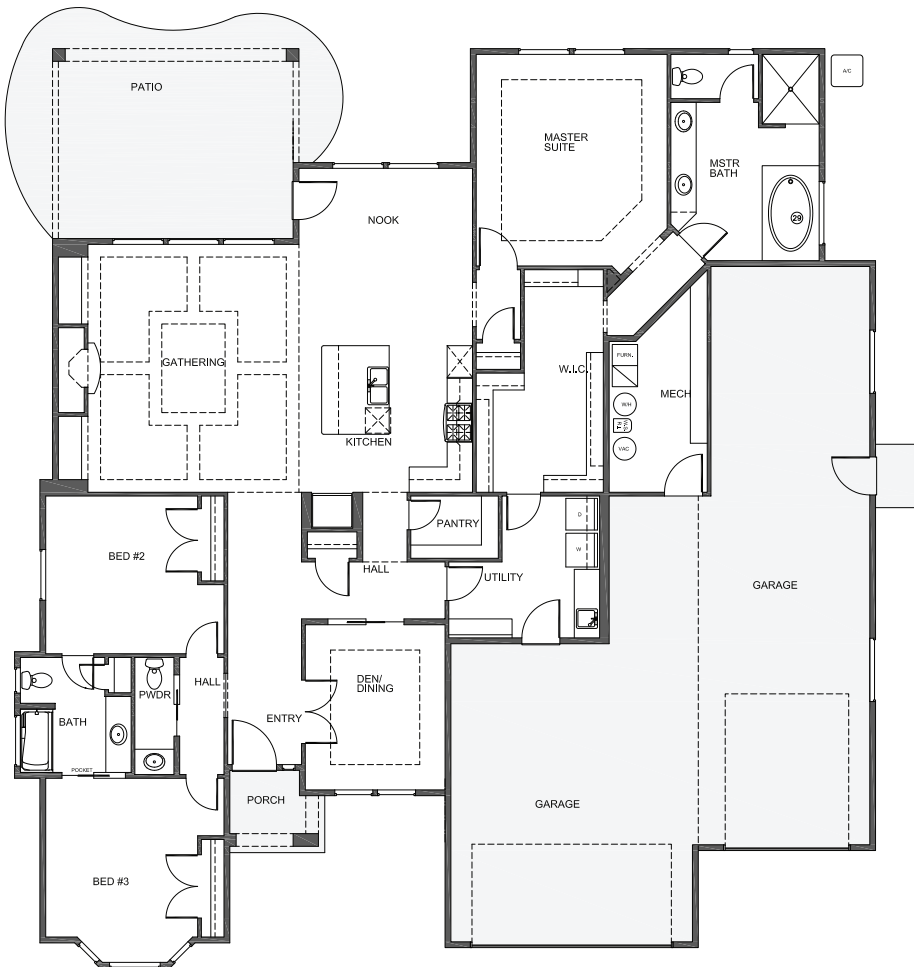 PATIO
A/C
MASTER
SUITE
MSTR
BATH
NOOK
29
GATHERING
W.I.C.
FURN.
MECH
W/H
KITCHEN
VAC
PANTRY
D
W
BED #2
HALL
UTILITY
GARAGE
DEN/
DINING
HALL
PWDR
BATH
ENTRY
POCKET
PORCH
GARAGE
BED #3